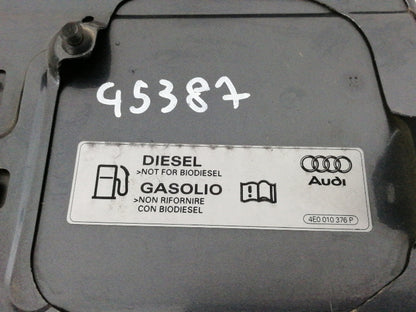 45387
DIESEL
>NOT FOR BIODIESEL
GASOLIO
>NON RIFORNIRE
CON BIODIESEL
Audi
4E0 010 376 P